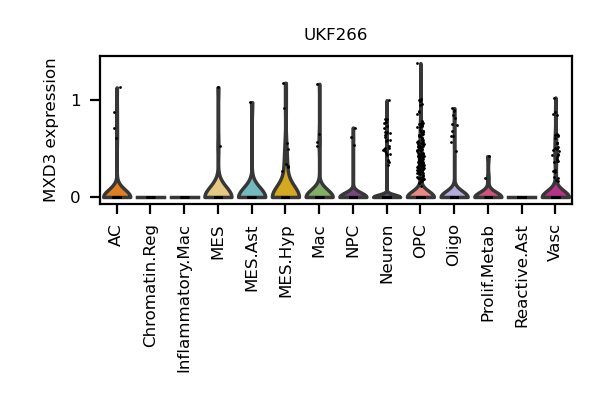 UKF266
MXD3 expression
1
0
AC
Chromatin.Reg
Inflammatory.Mac
MES
MES.Ast
MES.Hyp
Mac
NPC
Neuron
OPC
Oligo
Prolif.Metab
Reactive.Ast
Vasc